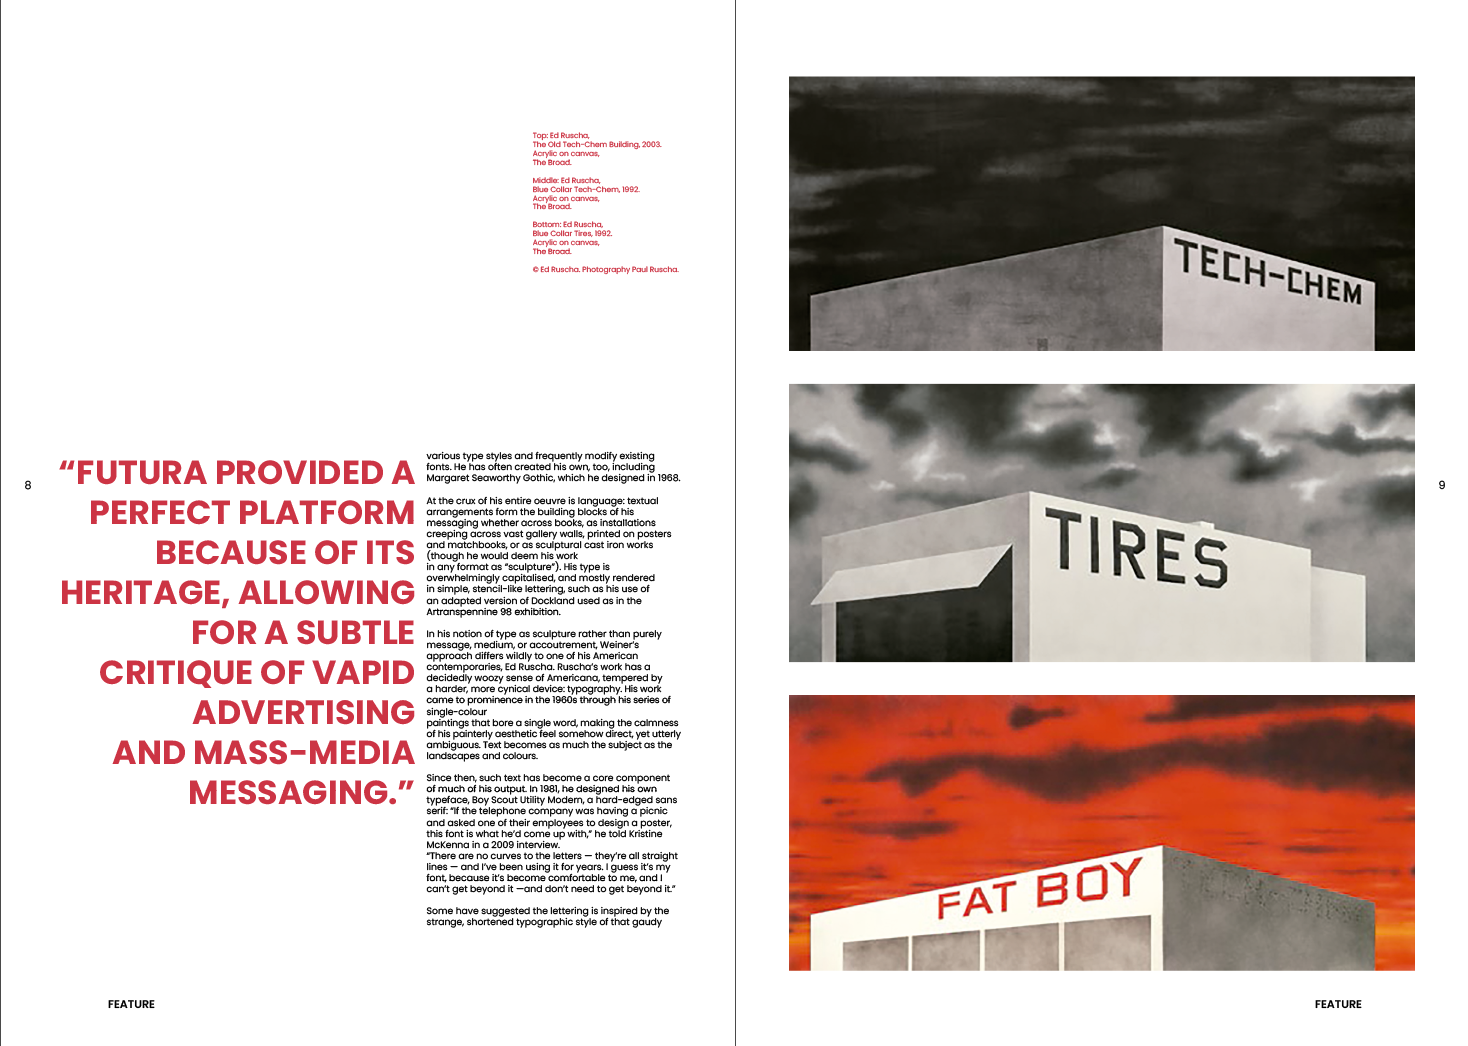 Top: Ed Ruscha,
The Old Tech-Chem Building, 2003.
Acrylic on canvas,
The Broad.
Middle: Ed Ruscha,
Blue Collar Tech-Chem, 1992.
Acrylic on canvas,
The Broad.
Bottom: Ed Ruscha,
Blue Collar Tires, 1992.
Acrylic on canvas,
The Broad.
© Ed Ruscha. Photography Paul Ruscha.
8
“FUTURA PROVIDED A
PERFECT PLATFORM
BECAUSE OF ITS
HERITAGE, ALLOWING
FOR A SUBTLE
CRITIQUE OF VAPID
ADVERTISING
AND MASS-MEDIA
MESSAGING.”
various type styles and frequently modify existing
fonts. He has often created his own, too, including
Margaret Seaworthy Gothic, which he designed in 1968.
At the crux of his entire oeuvre is language: textual
arrangements form the building blocks of his
messaging whether across books, as installations
creeping across vast gallery walls, printed on posters
and matchbooks, or as sculptural cast iron works
(though he would deem his work
in any format as “sculpture”). His type is
overwhelmingly capitalised, and mostly rendered
in simple, stencil-like lettering, such as his use of
an adapted version of Dockland used as in the
Artranspennine 98 exhibition.
In his notion of type as sculpture rather than purely
message, medium, or accoutrement, Weiner’s
approach differs wildly to one of his American
contemporaries, Ed Ruscha. Ruscha’s work has a
decidedly woozy sense of Americana, tempered by
a harder, more cynical device: typography. His work
came to prominence in the 1960s through his series of
single-colour
paintings that bore a single word, making the calmness
of his painterly aesthetic feel somehow direct, yet utterly
ambiguous. Text becomes as much the subject as the
landscapes and colours.
Since then, such text has become a core component
of much of his output. In 1981, he designed his own
typeface, Boy Scout Utility Modern, a hard-edged sans
serif: “If the telephone company was having a picnic
and asked one of their employees to design a poster,
this font is what he’d come up with,” he told Kristine
McKenna in a 2009 interview.
“There are no curves to the letters — they’re all straight
lines — and I’ve been using it for years. I guess it’s my
font, because it’s become comfortable to me, and I
can’t get beyond it —and don’t need to get beyond it.”
Some have suggested the lettering is inspired by the
strange, shortened typographic style of that gaudy
FEATURE
TECH-CHEM
TIRES
FAT BOY
9
FEATURE